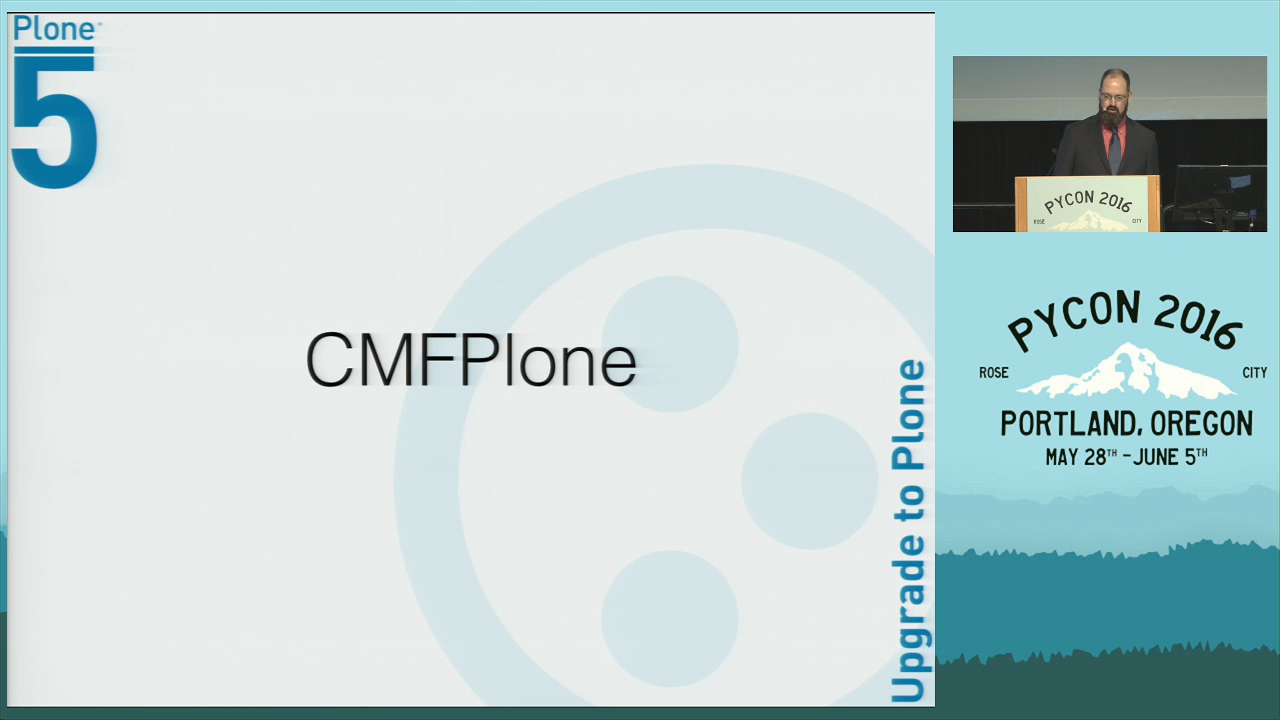 Plone
5
CMFPlone
Upgrade to Plone
PYCON 2016
ROSE
CITY
PYCON 2016
ROSE
CITY
PORTLAND, OREGON
MAY 28TH - JUNE 5TH